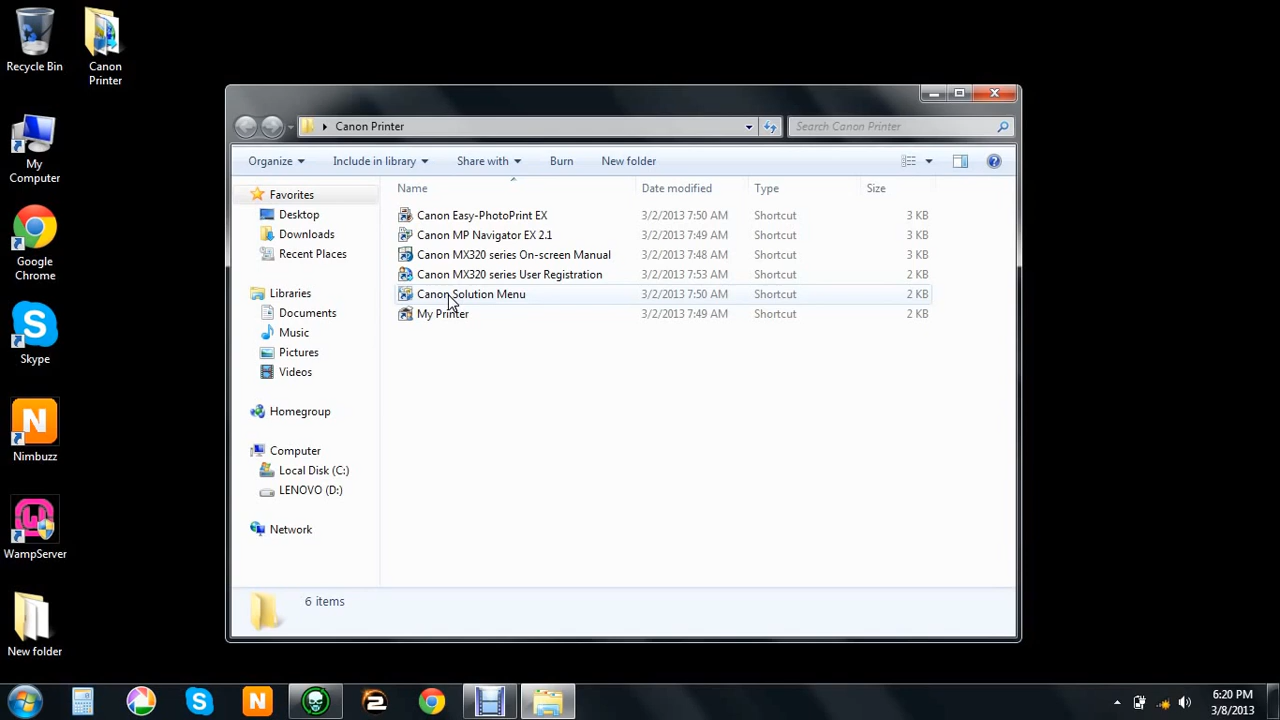 Recycle Bin
Canon
Printer
My
Computer
Google
Chrome
Skype
Nimbuzz
WampServer
New folder
Canon Printer
Search Canon Printer
Organize Include in library Share with Burn New folder
Name Date modified Type Size
Favorites
Desktop
Downloads
Recent Places
Libraries
Documents
Music
Pictures
Videos
Homegroup
Computer
Local Disk (C:)
LENOVO (D:)
Network
Canon Easy-PhotoPrint EX 3/2/2013 7:50 AM Shortcut 3 KB
Canon MP Navigator EX 2.1 3/2/2013 7:49 AM Shortcut 3 KB
Canon MX320 series On-screen Manual 3/2/2013 7:48 AM Shortcut 3 KB
Canon MX320 series User Registration 3/2/2013 7:53 AM Shortcut 2 KB
Canon Solution Menu 3/2/2013 7:50 AM Shortcut 2 KB
My Printer 3/2/2013 7:49 AM Shortcut 2 KB
6 items
6:20 PM
3/8/2013